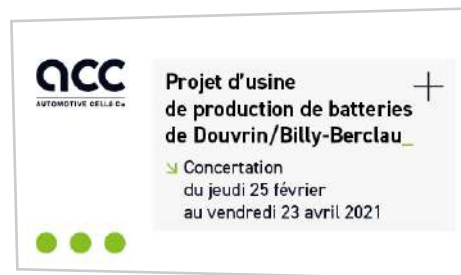 acc
AUTOMOTIVE CELLS Co
Projet d'usine
de production de batteries
de Douvrin/Billy-Berclau_
Concertation
du jeudi 25 février
au vendredi 23 avril 2021